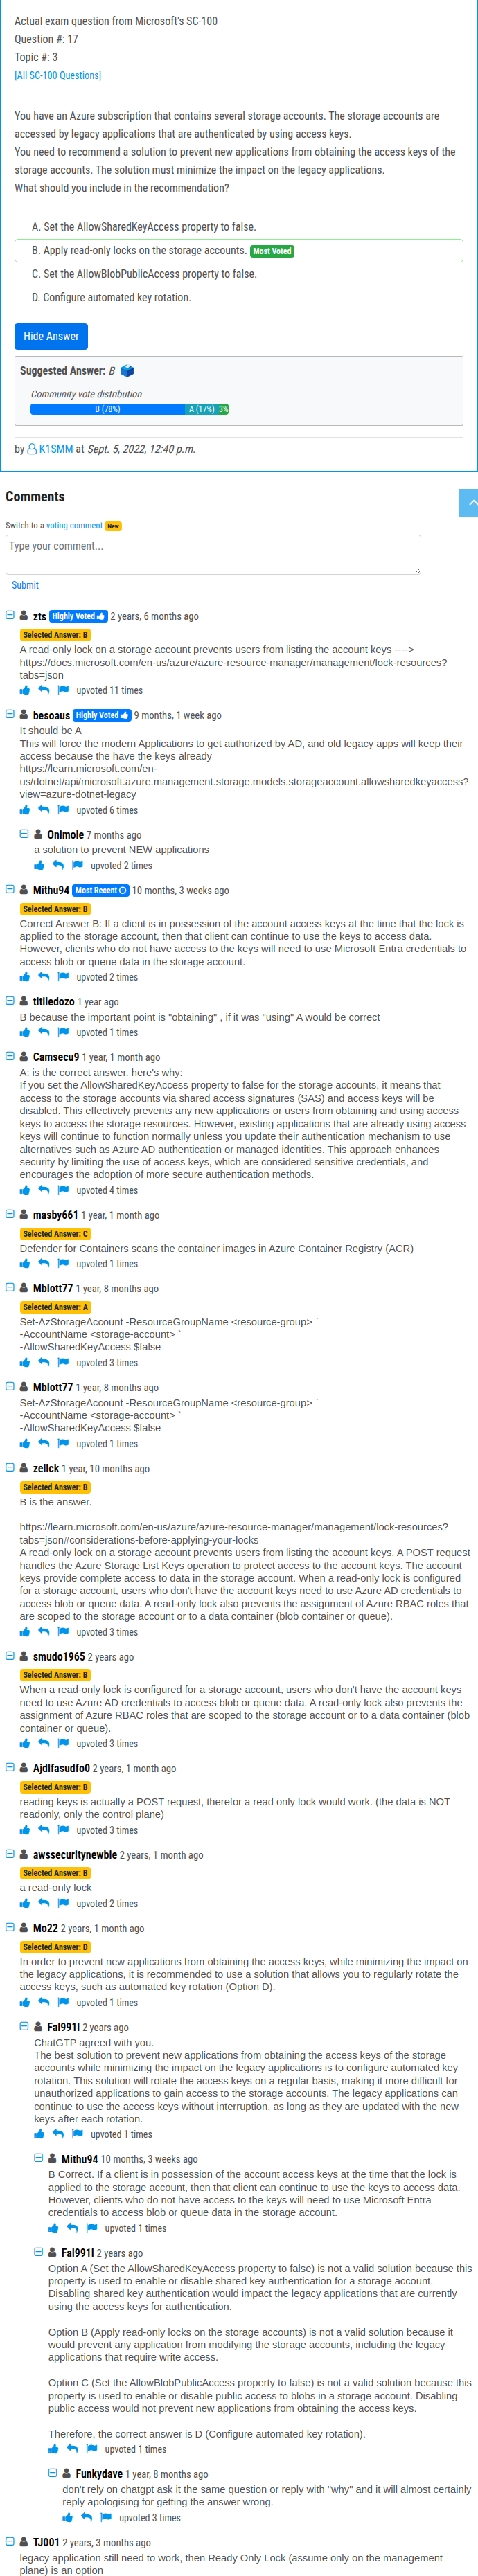 Actual exam question from Microsoft's SC-100
Question #: 17
Topic #: 3
[All SC-100 Questions]
You have an Azure subscription that contains several storage accounts. The storage accounts are
accessed by legacy applications that are authenticated by using access keys.
You need to recommend a solution to prevent new applications from obtaining the access keys of the
storage accounts. The solution must minimize the impact on the legacy applications.
What should you include in the recommendation?
A. Set the AllowSharedKeyAccess property to false.
B. Apply read-only locks on the storage accounts. Most Voted
C. Set the AllowBlobPublicAccess property to false.
D. Configure automated key rotation.
Hide Answer
Suggested Answer: B
Community vote distribution
B (78%) A (17%) 3%
by K1SMM at Sept. 5, 2022, 12:40 p.m.
Comments
Switch to a voting comment New
Type your comment...
Submit
zts Highly Voted 2 years, 6 months ago
Selected Answer: B
A read-only lock on a storage account prevents users from listing the account keys ---->
https://docs.microsoft.com/en-us/azure/azure-resource-manager/management/lock-resources?
tabs=json
upvoted 11 times
besoaus Highly Voted 9 months, 1 week ago
It should be A
This will force the modern Applications to get authorized by AD, and old legacy apps will keep their
access because the have the keys already
https://learn.microsoft.com/en-
us/dotnet/api/microsoft.azure.management.storage.models.storageaccount.allowsharedkeyaccess?
view=azure-dotnet-legacy
upvoted 6 times
Onimole 7 months ago
a solution to prevent NEW applications
upvoted 2 times
Mithu94 Most Recent 10 months, 3 weeks ago
Selected Answer: B
Correct Answer B: If a client is in possession of the account access keys at the time that the lock is
applied to the storage account, then that client can continue to use the keys to access data.
However, clients who do not have access to the keys will need to use Microsoft Entra credentials to
access blob or queue data in the storage account.
upvoted 2 times
titiledozo 1 year ago
B because the important point is "obtaining" , if it was "using" A would be correct
upvoted 1 times
Camsecu9 1 year, 1 month ago
A: is the correct answer. here's why:
If you set the AllowSharedKeyAccess property to false for the storage accounts, it means that
access to the storage accounts via shared access signatures (SAS) and access keys will be
disabled. This effectively prevents any new applications or users from obtaining and using access
keys to access the storage resources. However, existing applications that are already using access
keys will continue to function normally unless you update their authentication mechanism to use
alternatives such as Azure AD authentication or managed identities. This approach enhances
security by limiting the use of access keys, which are considered sensitive credentials, and
encourages the adoption of more secure authentication methods.
upvoted 4 times
masby661 1 year, 1 month ago
Selected Answer: C
Defender for Containers scans the container images in Azure Container Registry (ACR)
upvoted 1 times
Mblott77 1 year, 8 months ago
Selected Answer: A
Set-AzStorageAccount -ResourceGroupName <resource-group> `
-AccountName <storage-account> `
-AllowSharedKeyAccess $false
upvoted 3 times
Mblott77 1 year, 8 months ago
Set-AzStorageAccount -ResourceGroupName <resource-group> `
-AccountName <storage-account> `
-AllowSharedKeyAccess $false
upvoted 1 times
zellck 1 year, 10 months ago
Selected Answer: B
B is the answer.
https://learn.microsoft.com/en-us/azure/azure-resource-manager/management/lock-resources?
tabs=json#considerations-before-applying-your-locks
A read-only lock on a storage account prevents users from listing the account keys. A POST request
handles the Azure Storage List Keys operation to protect access to the account keys. The account
keys provide complete access to data in the storage account. When a read-only lock is configured
for a storage account, users who don't have the account keys need to use Azure AD credentials to
access blob or queue data. A read-only lock also prevents the assignment of Azure RBAC roles that
are scoped to the storage account or to a data container (blob container or queue).
upvoted 3 times
smudo1965 2 years ago
Selected Answer: B
When a read-only lock is configured for a storage account, users who don't have the account keys
need to use Azure AD credentials to access blob or queue data. A read-only lock also prevents the
assignment of Azure RBAC roles that are scoped to the storage account or to a data container (blob
container or queue).
upvoted 3 times
Ajdlfasudfo0 2 years, 1 month ago
Selected Answer: B
reading keys is actually a POST request, therefor a read only lock would work. (the data is NOT
readonly, only the control plane)
upvoted 3 times
awssecuritynewbie 2 years, 1 month ago
Selected Answer: B
a read-only lock
upvoted 2 times
Mo22 2 years, 1 month ago
Selected Answer: D
In order to prevent new applications from obtaining the access keys, while minimizing the impact on
the legacy applications, it is recommended to use a solution that allows you to regularly rotate the
access keys, such as automated key rotation (Option D).
upvoted 1 times
Fal991l 2 years ago
ChatGTP agreed with you.
The best solution to prevent new applications from obtaining the access keys of the storage
accounts while minimizing the impact on the legacy applications is to configure automated key
rotation. This solution will rotate the access keys on a regular basis, making it more difficult for
unauthorized applications to gain access to the storage accounts. The legacy applications can
continue to use the access keys without interruption, as long as they are updated with the new
keys after each rotation.
upvoted 1 times
Mithu94 10 months, 3 weeks ago
B Correct. If a client is in possession of the account access keys at the time that the lock is
applied to the storage account, then that client can continue to use the keys to access data.
However, clients who do not have access to the keys will need to use Microsoft Entra
credentials to access blob or queue data in the storage account.
upvoted 1 times
Fal991l 2 years ago
Option A (Set the AllowSharedKeyAccess property to false) is not a valid solution because this
property is used to enable or disable shared key authentication for a storage account.
Disabling shared key authentication would impact the legacy applications that are currently
using the access keys for authentication.
Option B (Apply read-only locks on the storage accounts) is not a valid solution because it
would prevent any application from modifying the storage accounts, including the legacy
applications that require write access.
Option C (Set the AllowBlobPublicAccess property to false) is not a valid solution because this
property is used to enable or disable public access to blobs in a storage account. Disabling
public access would not prevent new applications from obtaining the access keys.
Therefore, the correct answer is D (Configure automated key rotation).
upvoted 1 times
Funkydave 1 year, 8 months ago
don't rely on chatgpt ask it the same question or reply with "why" and it will almost certainly
reply apologising for getting the answer wrong.
upvoted 3 times
TJ001 2 years, 3 months ago
legacy application still need to work, then Ready Only Lock (assume only on the management
plane) is an option